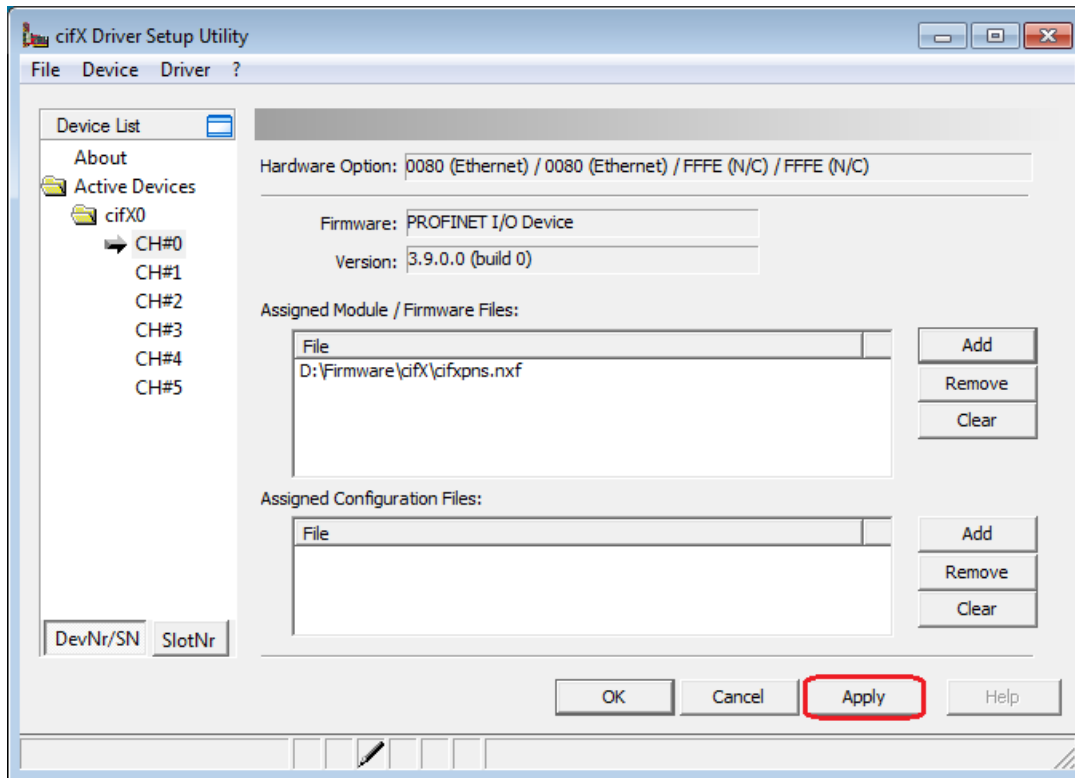 cifX Driver Setup Utility
File Device Driver ?
Device List
About
Active Devices
cifX0
CH#0
CH#1
CH#2
CH#3
CH#4
CH#5
DevNr/SN SlotNr
Hardware Option: 0080 (Ethernet) / 0080 (Ethernet) / FFFE (N/C) / FFFE (N/C)
Firmware: PROFINET I/O Device
Version: 3.9.0.0 (build 0)
Assigned Module / Firmware Files:
File
D:\Firmware\cifX\cifxpns.nxf
Add
Remove
Clear
Assigned Configuration Files:
File
Add
Remove
Clear
OK Cancel Apply Help